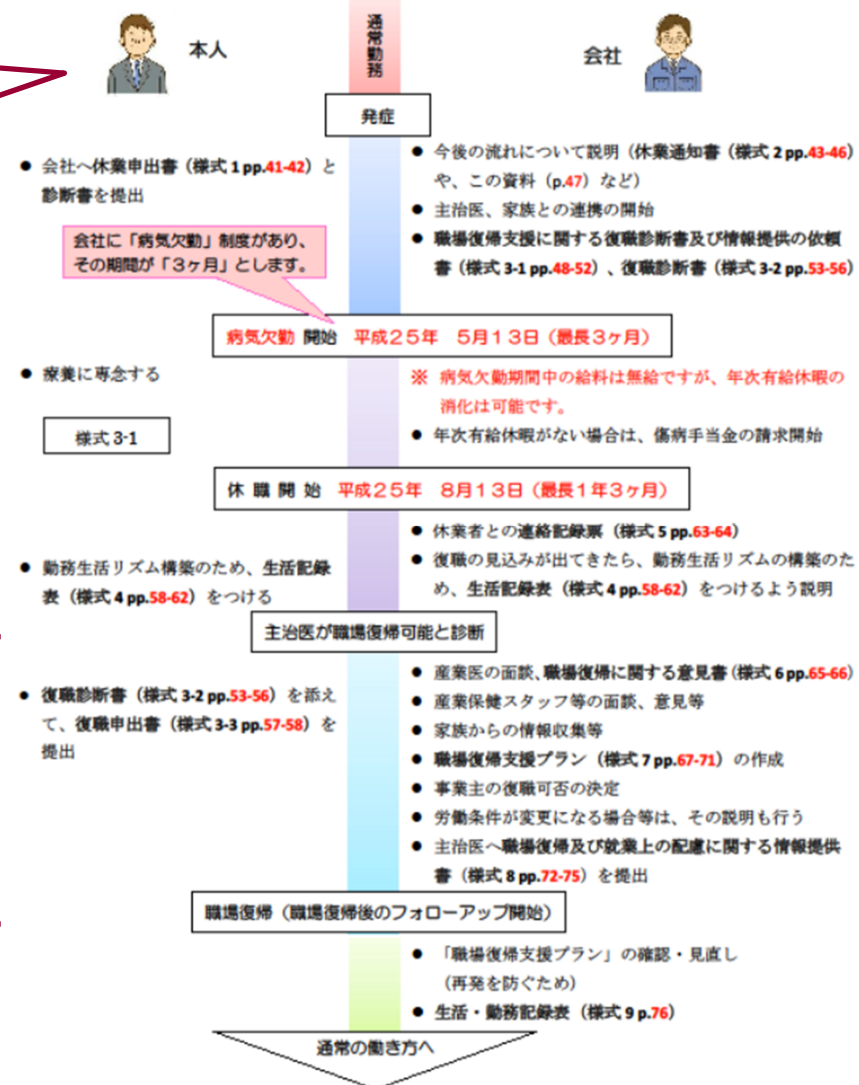 本人
通常勤務
会社
発症
● 会社へ休業申出書（様式 1 pp.41-42）と
診断書を提出
● 今後の流れについて説明（休業通知書（様式 2 pp.43-46）
や、この資料（p.47）など）
● 主治医、家族との連携の開始
● 職場復帰支援に関する復職診断書及び情報提供の依頼
書（様式 3-1 pp.48-52）、復職診断書（様式 3-2 pp.53-56）
会社に「病気欠勤」制度があり、
その期間が「３ヶ月」とします。
病気欠勤 開始 平成２５年 ５月１３日（最長３ヶ月）
● 療養に専念する
様式 3-1
※ 病気欠勤期間中の給料は無給ですが、年次有給休暇の
消化は可能です。
● 年次有給休暇がない場合は、傷病手当金の請求開始
休 職 開 始 平成２５年 ８月１３日（最長１年３ヶ月）
● 勤務生活リズム構築のため、生活記録
表（様式 4 pp.58-62）をつける
● 休業者との連絡記録票（様式 5 pp.63-64）
● 復職の見込みが出てきたら、勤務生活リズムの構築のた
め、生活記録表（様式 4 pp.58-62）をつけるよう説明
主治医が職場復帰可能と診断
● 復職診断書（様式 3-2 pp.53-56）を添え
て、復職申出書（様式 3-3 pp.57-58）を
提出
● 産業医の面談、職場復帰に関する意見書（様式 6 pp.65-66）
● 産業保健スタッフ等の面談、意見等
● 家族からの情報収集等
● 職場復帰支援プラン（様式 7 pp.67-71）の作成
● 事業主の復職可否の決定
● 労働条件が変更になる場合等は、その説明も行う
● 主治医へ職場復帰及び就業上の配慮に関する情報提供
書（様式 8 pp.72-75）を提出
職場復帰（職場復帰後のフォローアップ開始）
● 「職場復帰支援プラン」の確認・見直し
（再発を防ぐため）
● 生活・勤務記録表（様式 9 p.76）
通常の働き方へ